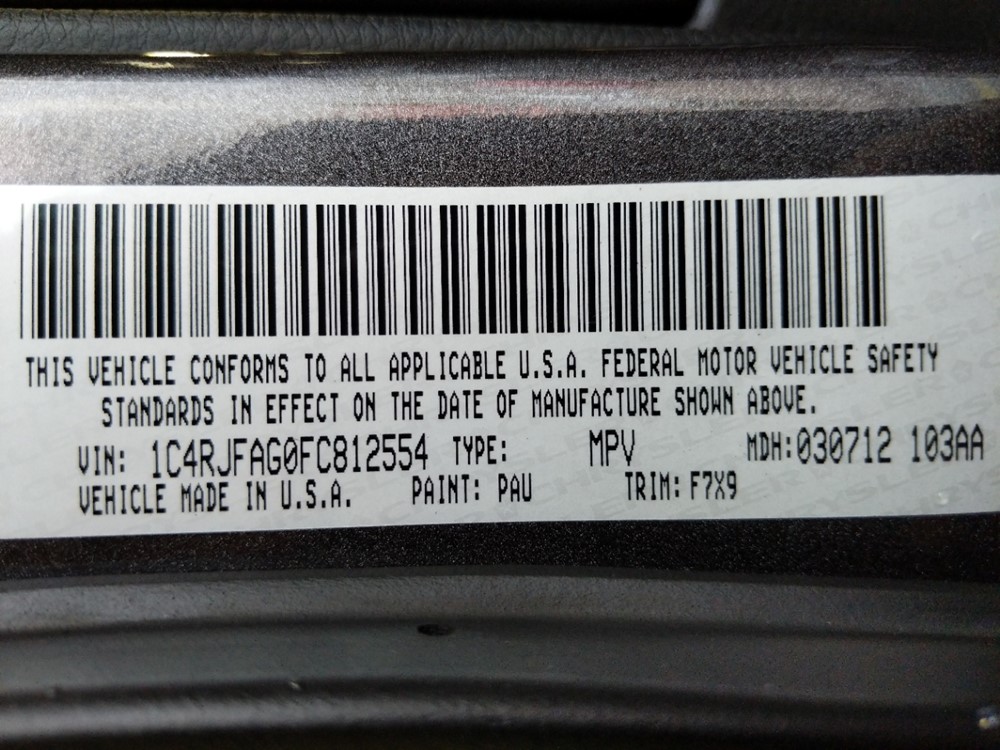 THIS VEHICLE CONFORMS TO ALL APPLICABLE U.S.A. FEDERAL MOTOR VEHICLE SAFETY
STANDARDS IN EFFECT ON THE DATE OF MANUFACTURE SHOWN ABOVE.
VIN: 1C4RJFAG0FC812554 TYPE: MPV MDH:030712 103AA
VEHICLE MADE IN U.S.A. PAINT: PAU TRIM: F7X9